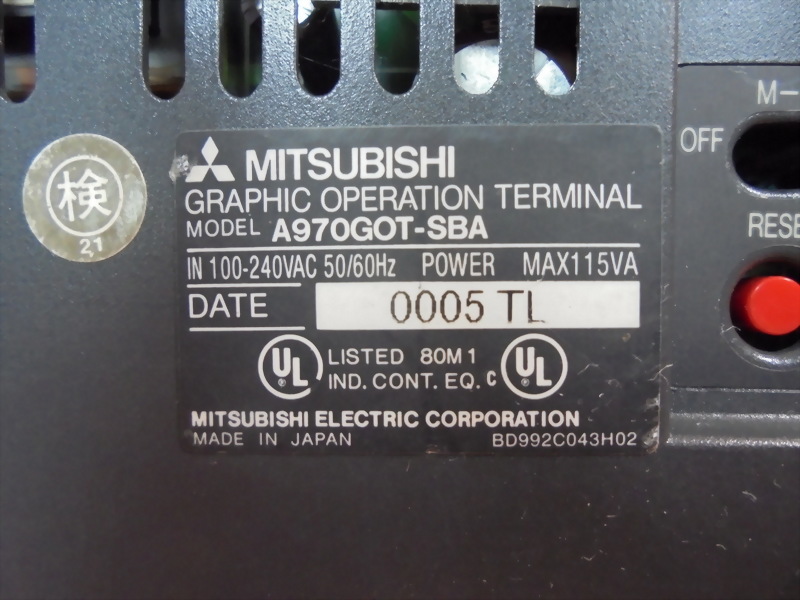 検
21
MITSUBISHI
GRAPHIC OPERATION TERMINAL
MODEL A970GOT-SBA
IN 100-240VAC 50/60Hz POWER MAX115VA
DATE 0005 TL
UL LISTED 80M1
IND. CONT. EQ. C UL
MITSUBISHI ELECTRIC CORPORATION
MADE IN JAPAN BD992C043H02
M-
OFF
RESE